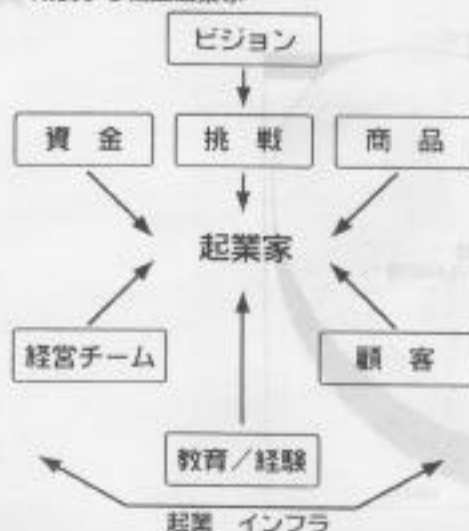 ビジョン
資 金
挑 戦
商 品
起業家
経営チーム
顧 客
教育/経験
起業 インフラ